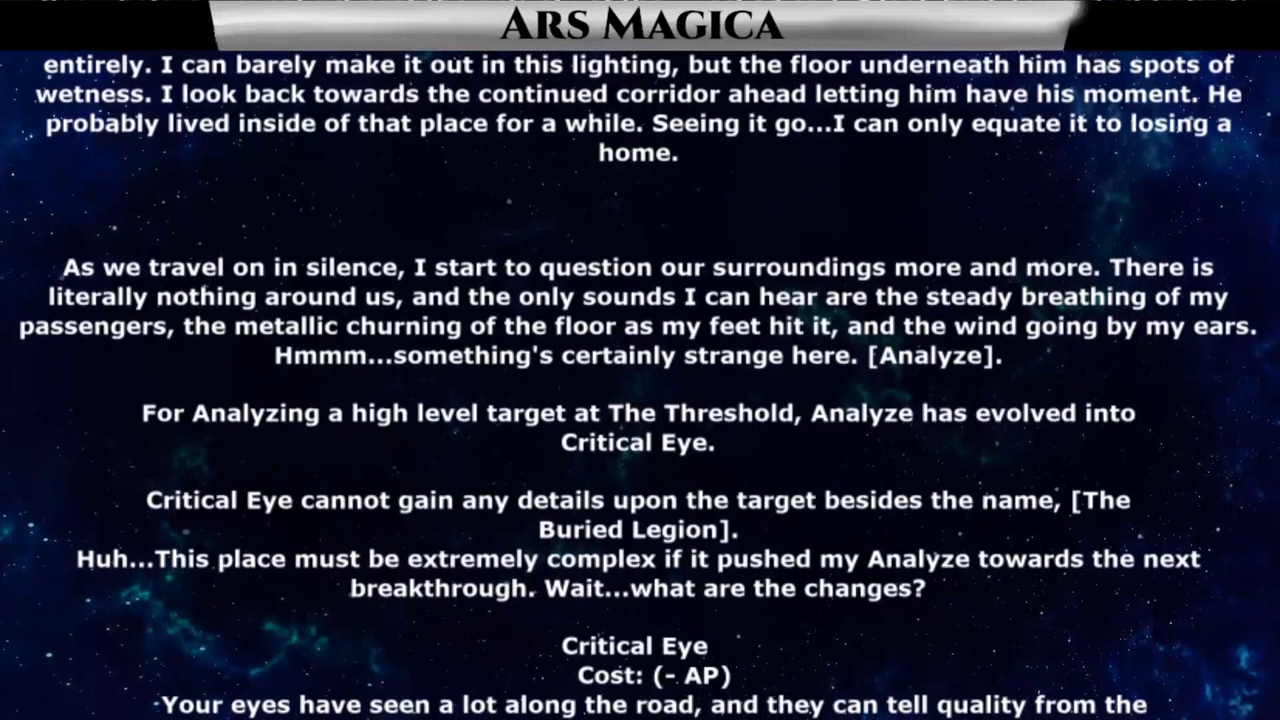 Ars Magica
entirely. I can barely make it out in this lighting, but the floor underneath him has spots of
wetness. I look back towards the continued corridor ahead letting him have his moment. He
probably lived inside of that place for a while. Seeing it go...I can only equate it to losing a
home.
As we travel on in silence, I start to question our surroundings more and more. There is
literally nothing around us, and the only sounds I can hear are the steady breathing of my
passengers, the metallic churning of the floor as my feet hit it, and the wind going by my ears.
Hmmm...something's certainly strange here. [Analyze].
For Analyzing a high level target at The Threshold, Analyze has evolved into
Critical Eye.
Critical Eye cannot gain any details upon the target besides the name, [The
Buried Legion].
Huh...This place must be extremely complex if it pushed my Analyze towards the next
breakthrough. Wait...what are the changes?
Critical Eye
Cost: (- AP)
Your eyes have seen a lot along the road, and they can tell quality from the